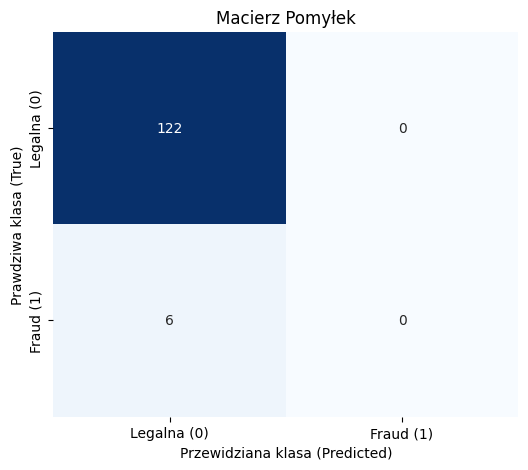 Macierz Pomyłek
Prawdziwa klasa (True)
Legalna (0)
122
0
Fraud (1)
6
0
Legalna (0)
Fraud (1)
Przewidziana klasa (Predicted)